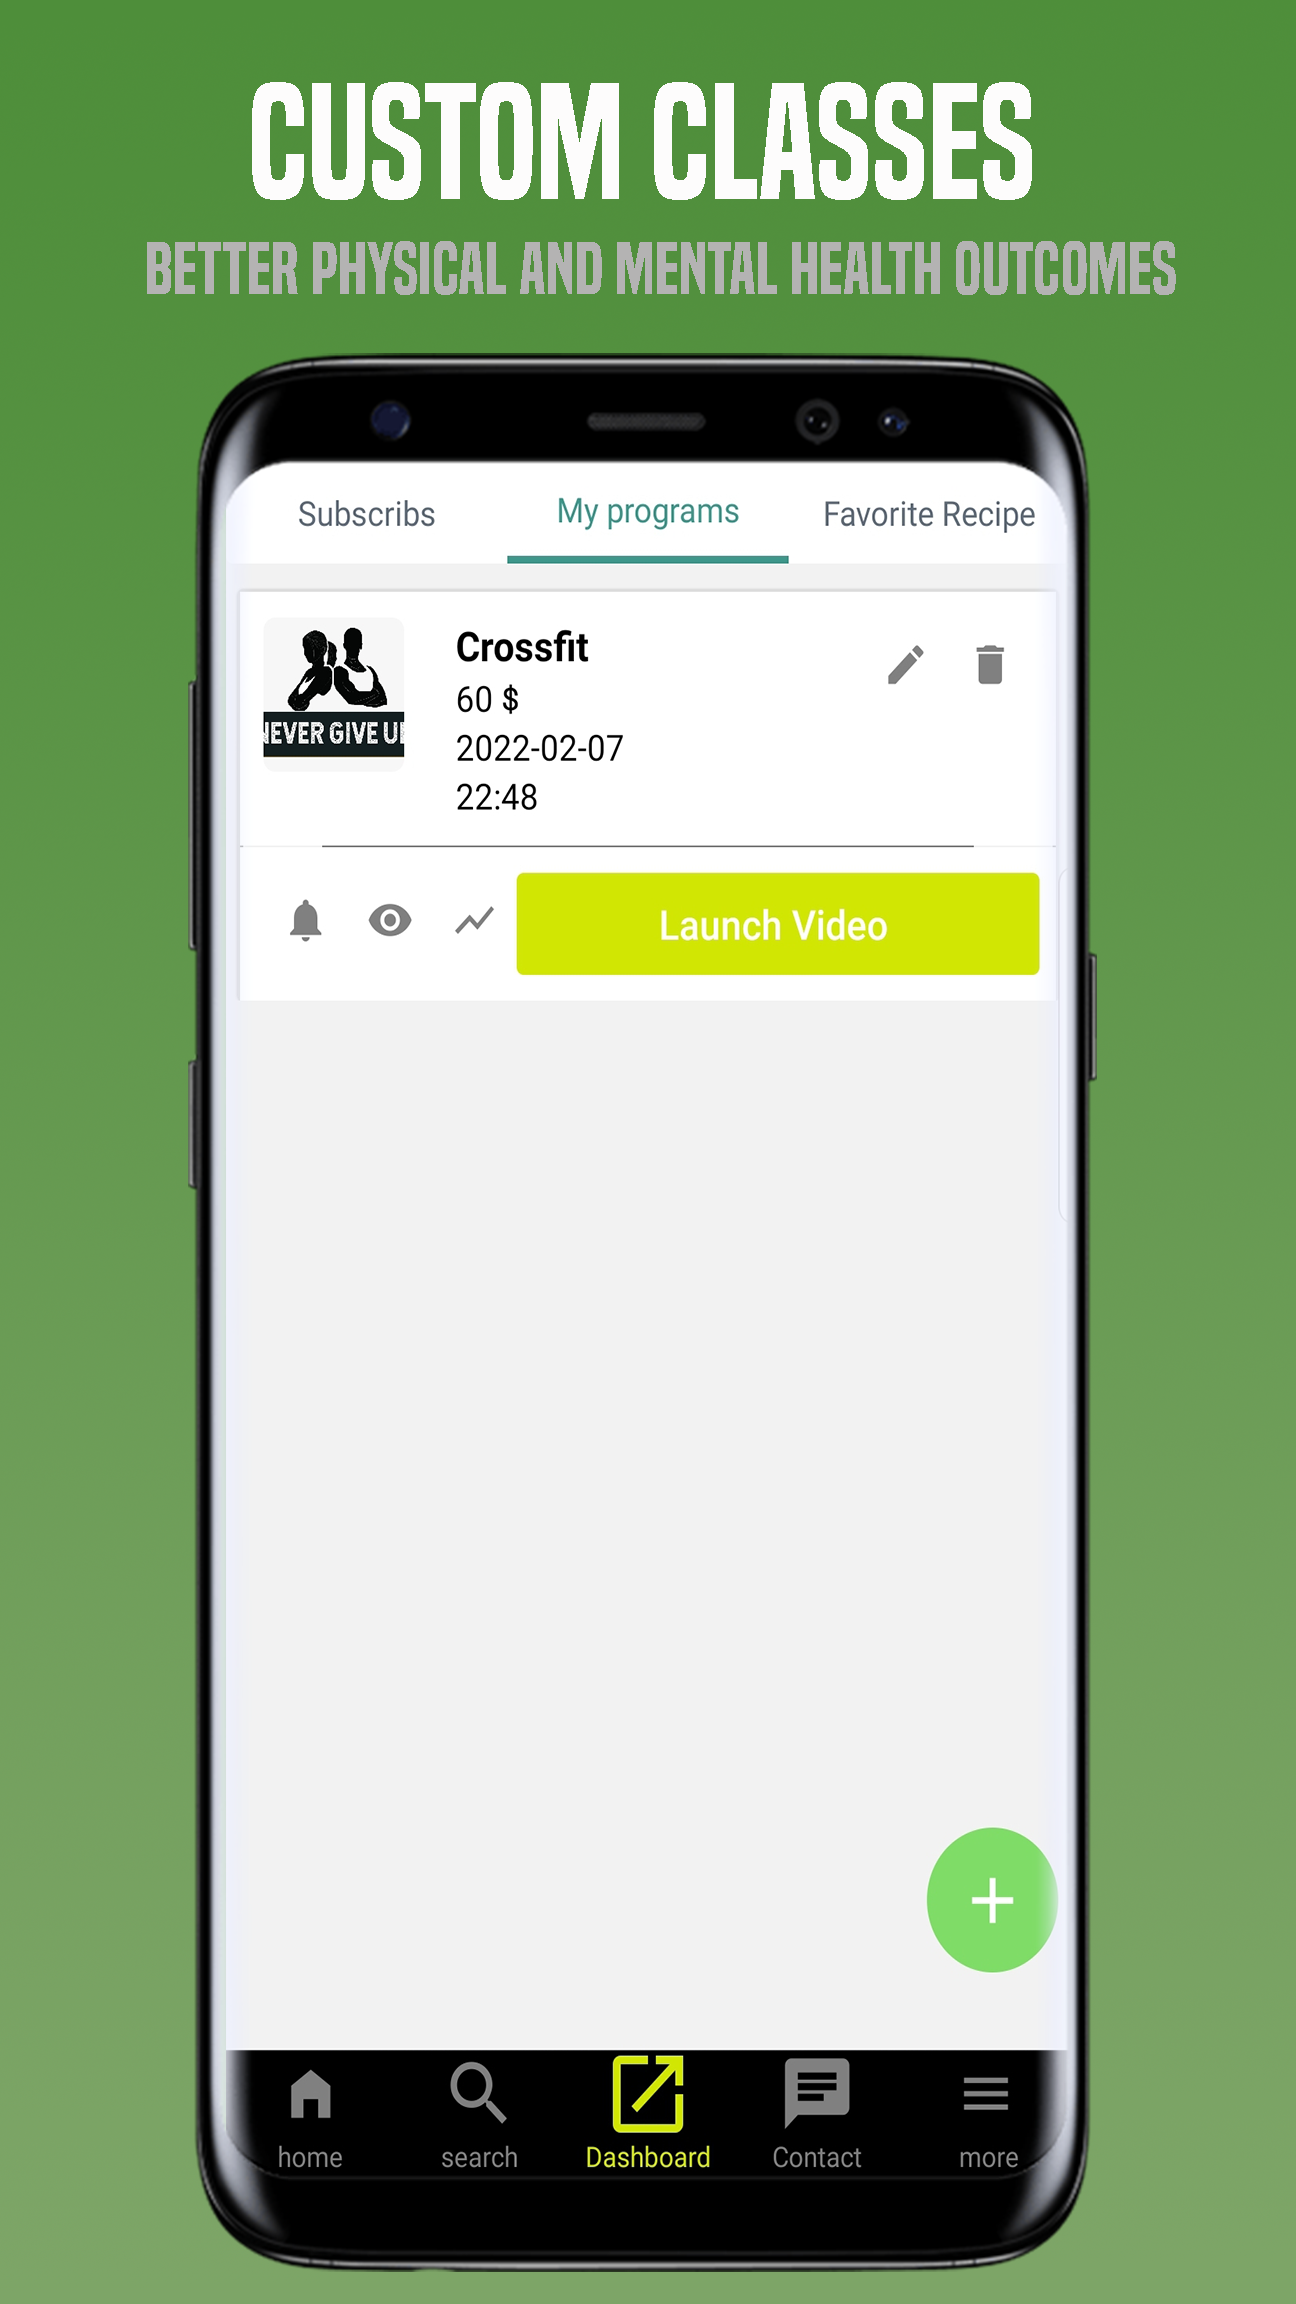 CUSTOM CLASSES
BETTER PHYSICAL AND MENTAL HEALTH OUTCOMES
Subscribs
My programs
Favorite Recipe
Crossfit
60 $
2022-02-07
22:48
NEVER GIVE UP
Launch Video
home
search
Dashboard
Contact
more